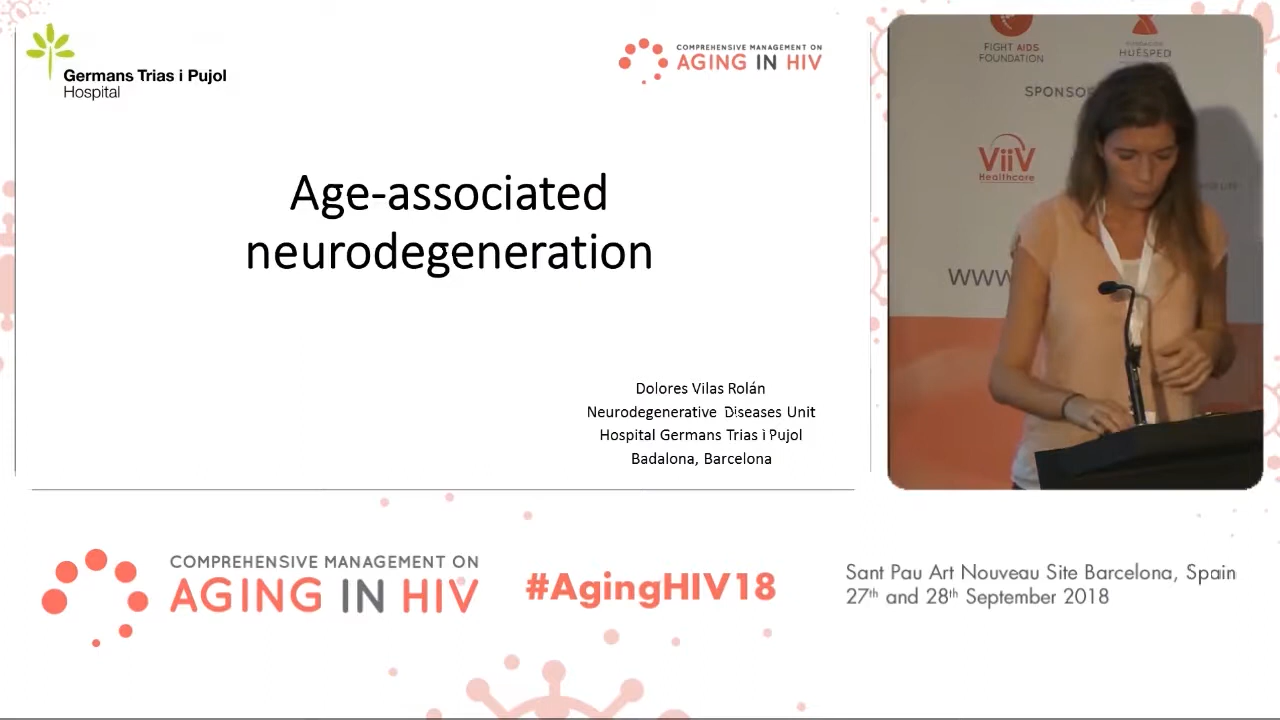 Germans Trias i Pujol
Hospital
COMPREHENSIVE MANAGEMENT ON
AGING IN HIV
Age-associated
neurodegeneration
Dolores Vilas Rolán
Neurodegenerative Diseases Unit
Hospital Germans Trias i Pujol
Badalona, Barcelona
FIGHT AIDS
FOUNDATION
FUNDACIÓN
HUÉSPED
ViiV
Healthcare
www
COMPREHENSIVE MANAGEMENT ON
AGING IN HIV
#AgingHIV18
Sant Pau Art Nouveau Site Barcelona, Spain
27th and 28th September 2018